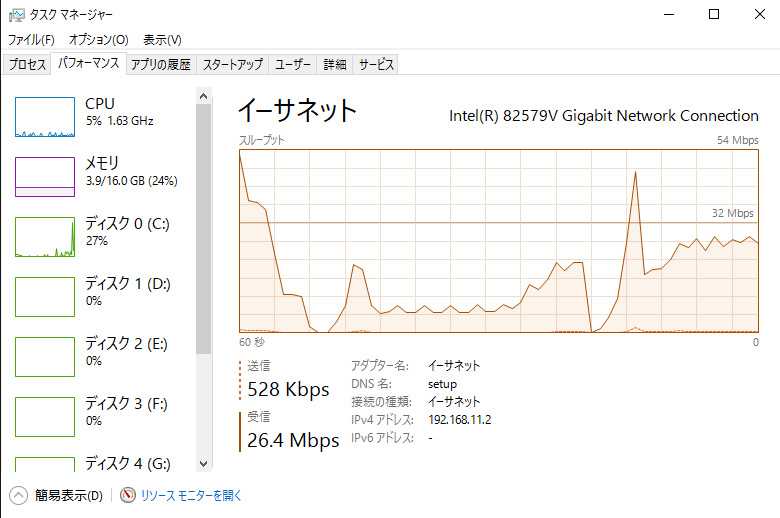 タスク マネージャー
ファイル(F) オプション(O) 表示(V)
プロセス パフォーマンス アプリの履歴 スタートアップ ユーザー 詳細 サービス
CPU
5% 1.63 GHz
メモリ
3.9/16.0 GB (24%)
ディスク 0 (C:)
27%
ディスク 1 (D:)
0%
ディスク 2 (E:)
0%
ディスク 3 (F:)
0%
ディスク 4 (G:)
イーサネット
Intel(R) 82579V Gigabit Network Connection
スループット 54 Mbps
32 Mbps
60 秒 0
送信
528 Kbps
受信
26.4 Mbps
アダプター名: イーサネット
DNS 名: setup
接続の種類: イーサネット
IPv4 アドレス: 192.168.11.2
IPv6 アドレス: -
簡易表示(D) リソース モニターを開く